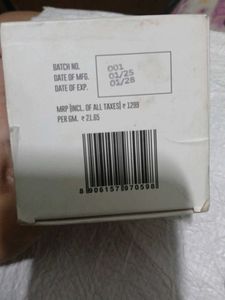 BATCH NO. 001
DATE OF MFG. 01/25
DATE OF EXP. 01/28
MRP (INCL. OF ALL TAXES) ₹ 1299
PER GM. ₹ 21.65
8 906157 970598